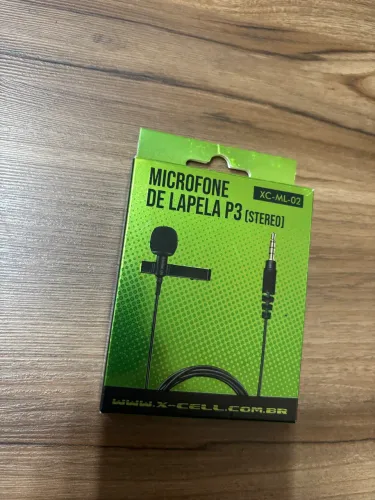 MICROFONE
DE LAPELA P3 [STEREO]
XC-ML-02
WWW.X-CELL.COM.BR